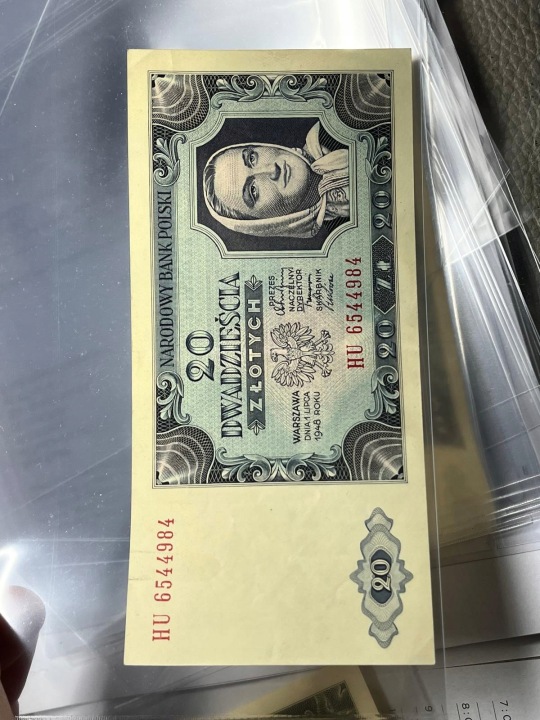 NARODOWY BANK POLSKI
20
DWADZIEŚCIA
ZŁOTYCH
WARSZAWA
DNIA 1 LIPCA
1948 ROKU
PREZES
NACZELNY
DYREKTOR
SKARBNIK
HU 6544984
20 ZŁ 20
HU 6544984
20